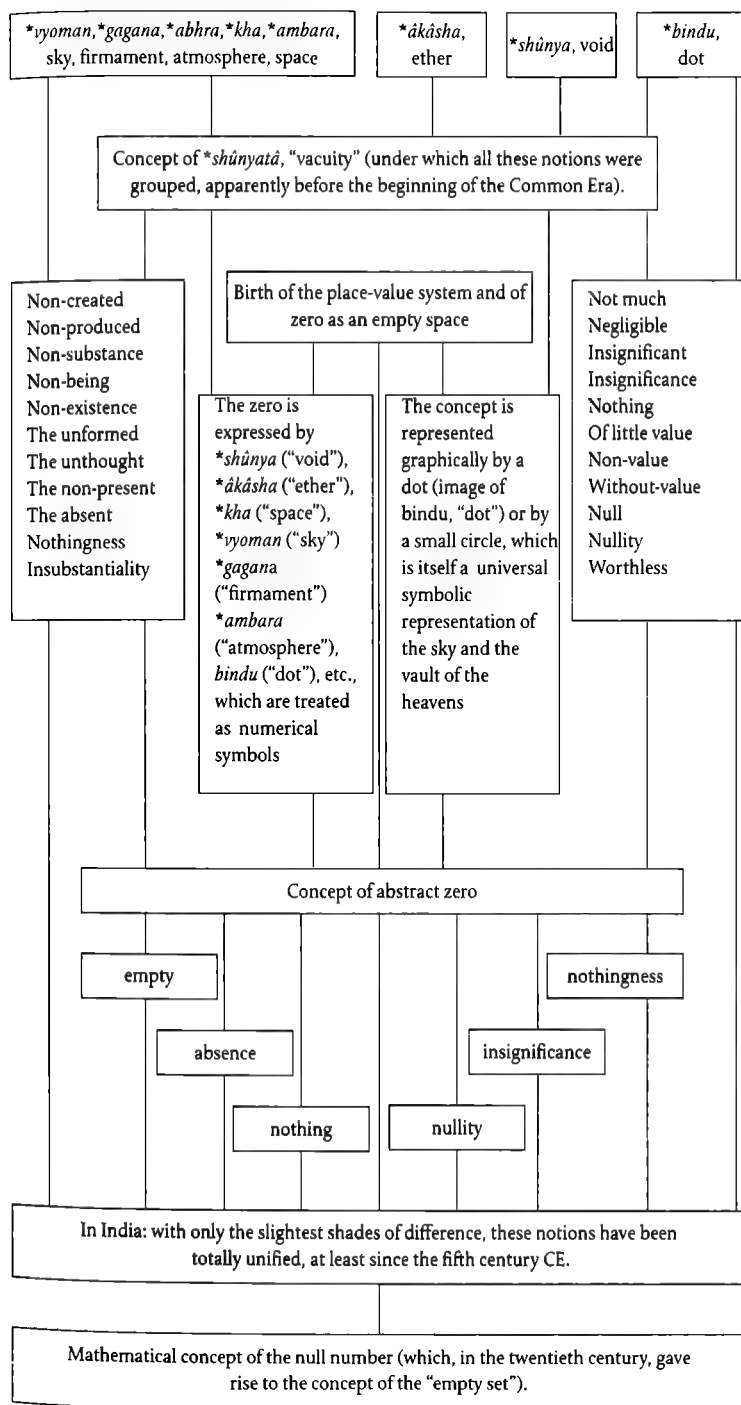 *vyoman, *gagana, *abhra, *kha, *ambara,
sky, firmament, atmosphere, space
*âkâsha,
ether
*shûnya, void
*bindu,
dot
Concept of *shûnyatâ, “vacuity” (under which all these notions were
grouped, apparently before the beginning of the Common Era).
Non-created
Non-produced
Non-substance
Non-being
Non-existence
The unformed
The unthought
The non-present
The absent
Nothingness
Insubstantiality
Birth of the place-value system and of
zero as an empty space
The zero is
expressed by
*shûnya (“void”),
*âkâsha (“ether”),
*kha (“space”),
*vyoman (“sky”)
*gagana
(“firmament”)
*ambara
(“atmosphere”),
bindu (“dot”), etc.,
which are treated
as numerical
symbols
The concept is
represented
graphically by a
dot (image of
bindu, “dot”) or by
a small circle, which
is itself a universal
symbolic
representation of
the sky and the
vault of the
heavens
Not much
Negligible
Insignificant
Insignificance
Nothing
Of little value
Non-value
Without-value
Null
Nullity
Worthless
Concept of abstract zero
empty
nothingness
absence
insignificance
nothing
nullity
In India: with only the slightest shades of difference, these notions have been
totally unified, at least since the fifth century CE.
Mathematical concept of the null number (which, in the twentieth century, gave
rise to the concept of the “empty set”).